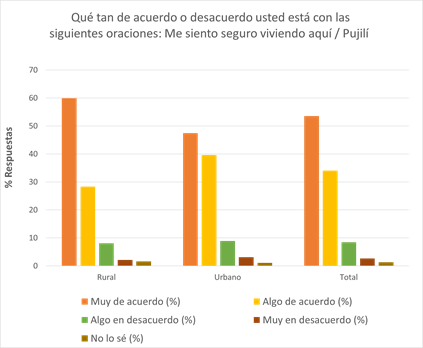 Qué tan de acuerdo o desacuerdo usted está con las
siguientes oraciones: Me siento seguro viviendo aquí / Pujilí
% Respuestas
70
60
50
40
30
20
10
0
Rural Urbano Total
Muy de acuerdo (%) Algo de acuerdo (%)
Algo en desacuerdo (%) Muy en desacuerdo (%)
No lo sé (%)